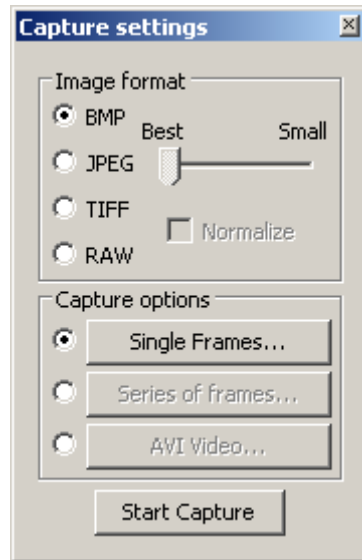 Capture settings
Image format
BMP
Best Small
JPEG
TIFF
Normalize
RAW
Capture options
Single Frames...
Series of frames...
AVI Video...
Start Capture